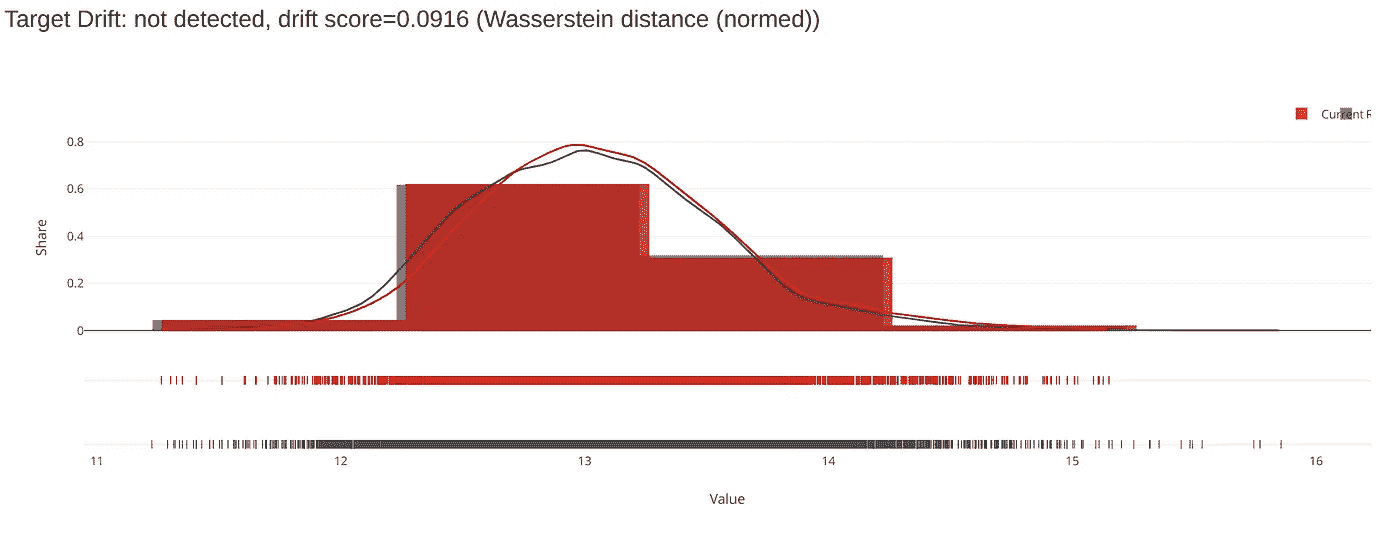 Target Drift: not detected, drift score=0.0916 (Wasserstein distance (normed))
Current R
0.8
0.6
0.4
0.2
0
Share
11 12 13 14 15 16
Value